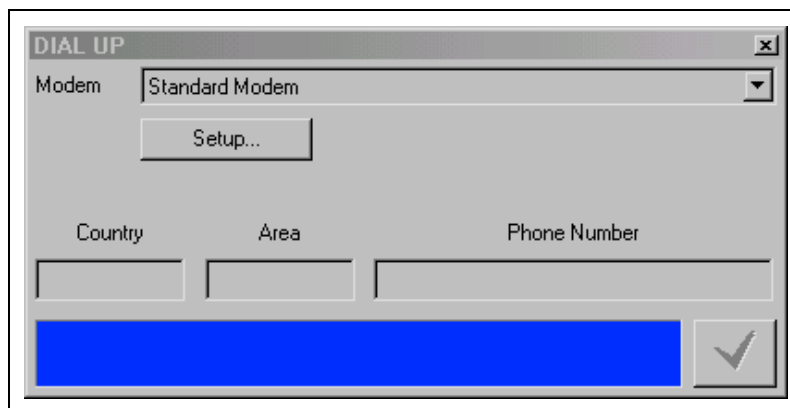 DIAL UP
Modem Standard Modem
Setup...
Country Area Phone Number